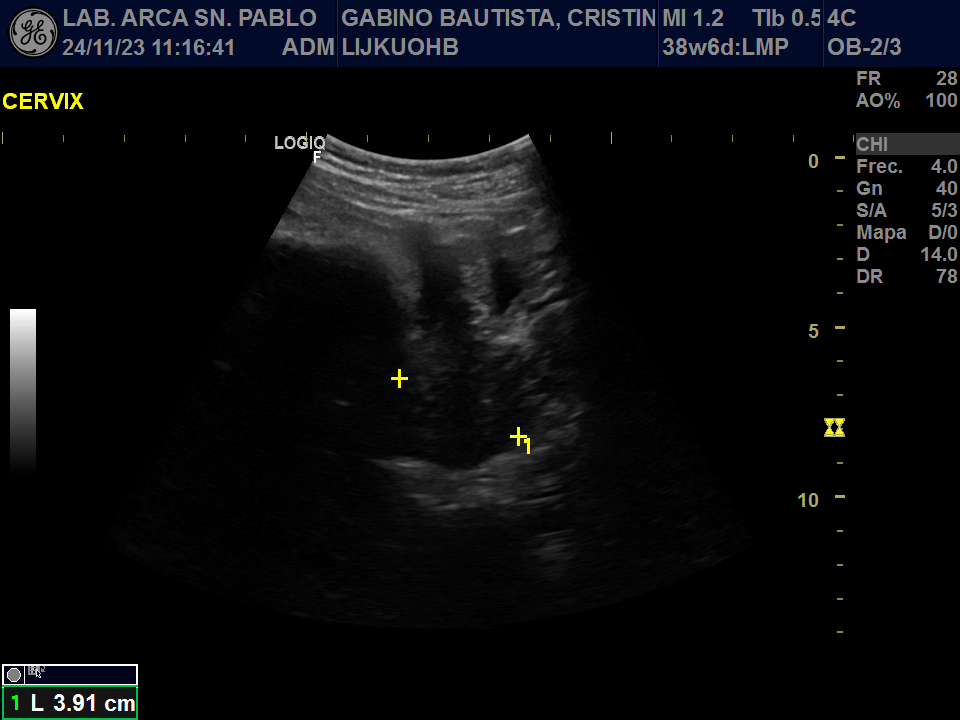 LAB. ARCA SN. PABLO
24/11/23 11:16:41 ADM
GABINO BAUTISTA, CRISTIN
LIJKUOHB
MI 1.2 TIb 0.5
38w6d:LMP
4C
OB-2/3
CERVIX
LOGIQ
F
FR 28
AO% 100
CHI
Frec. 4.0
Gn 40
S/A 5/3
Mapa D/0
D 14.0
DR 78
0
5
10
1
1 L 3.91 cm